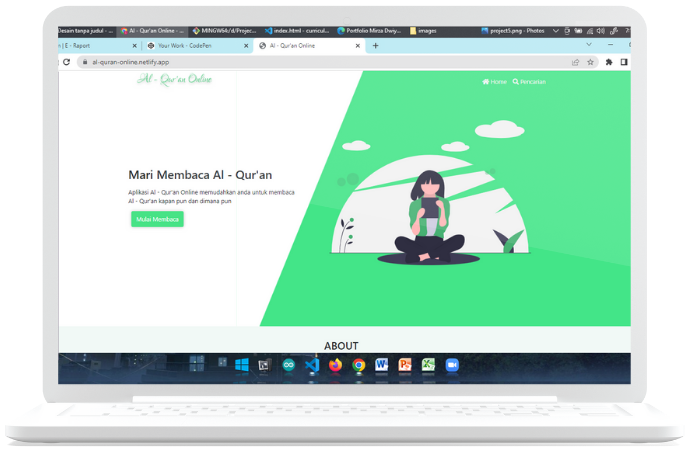 Desain tanpa judul - ...
Al - Qur'an Online - ...
MINGW64:/d/Projec...
index.html - curricul...
Portfolio Mirza Dwiy...
images
project5.png - Photos
| E - Raport
Your Work - CodePen
Al - Qur'an Online
al-quran-online.netlify.app
Al - Qur'an Online
Home
Pencarian
Mari Membaca Al - Qur'an
Aplikasi Al - Qur'an Online memudahkan anda untuk membaca
Al - Qur'an kapan pun dan dimana pun
Mulai Membaca
ABOUT